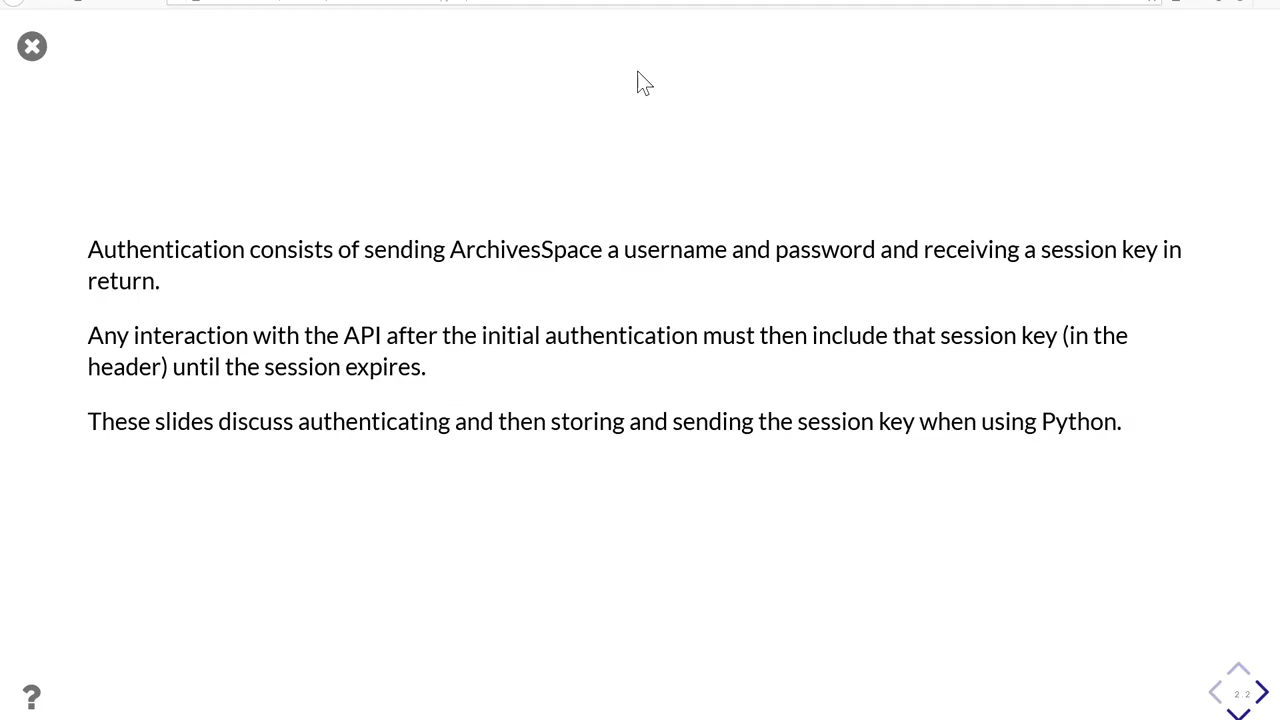 Authentication consists of sending ArchivesSpace a username and password and receiving a session key in
return.
Any interaction with the API after the initial authentication must then include that session key (in the
header) until the session expires.
These slides discuss authenticating and then storing and sending the session key when using Python.
?
2.2